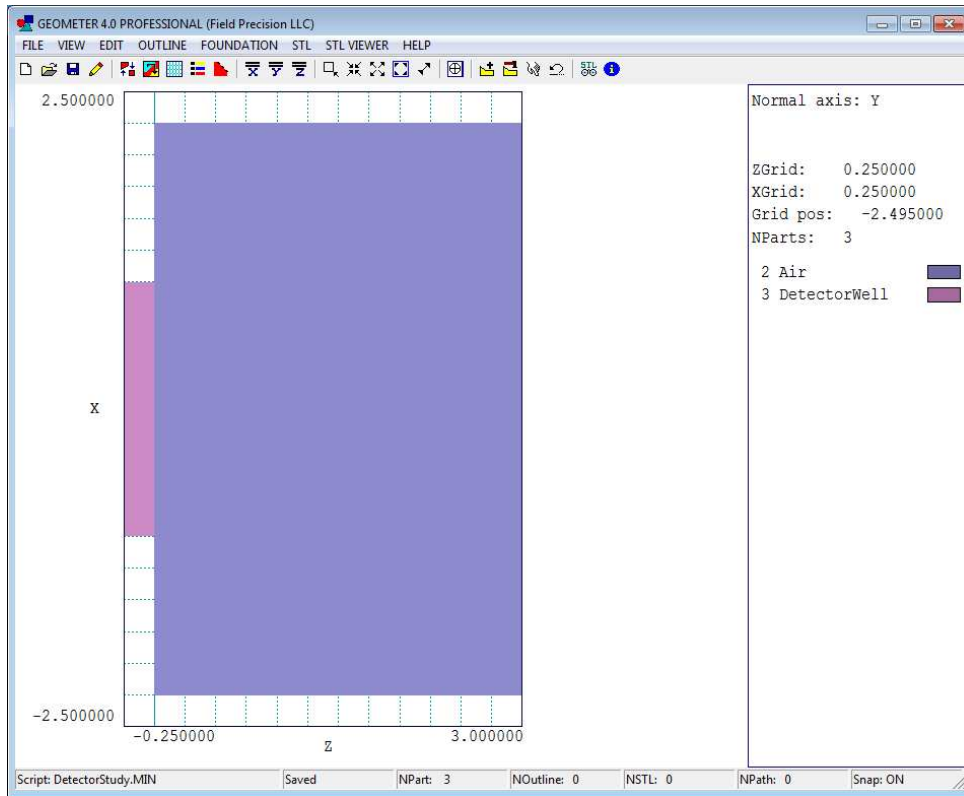 GEOMETER 4.0 PROFESSIONAL (Field Precision LLC)
FILE VIEW EDIT OUTLINE FOUNDATION STL STL VIEWER HELP
X Y Z STL
2.500000
X
-2.500000
-0.250000
3.000000
Z
Normal axis: Y
ZGrid: 0.250000
XGrid: 0.250000
Grid pos: -2.495000
NParts: 3
2 Air
3 DetectorWell
Script: DetectorStudy.MIN Saved NPart: 3 NOutline: 0 NSTL: 0 NPath: 0 Snap: ON